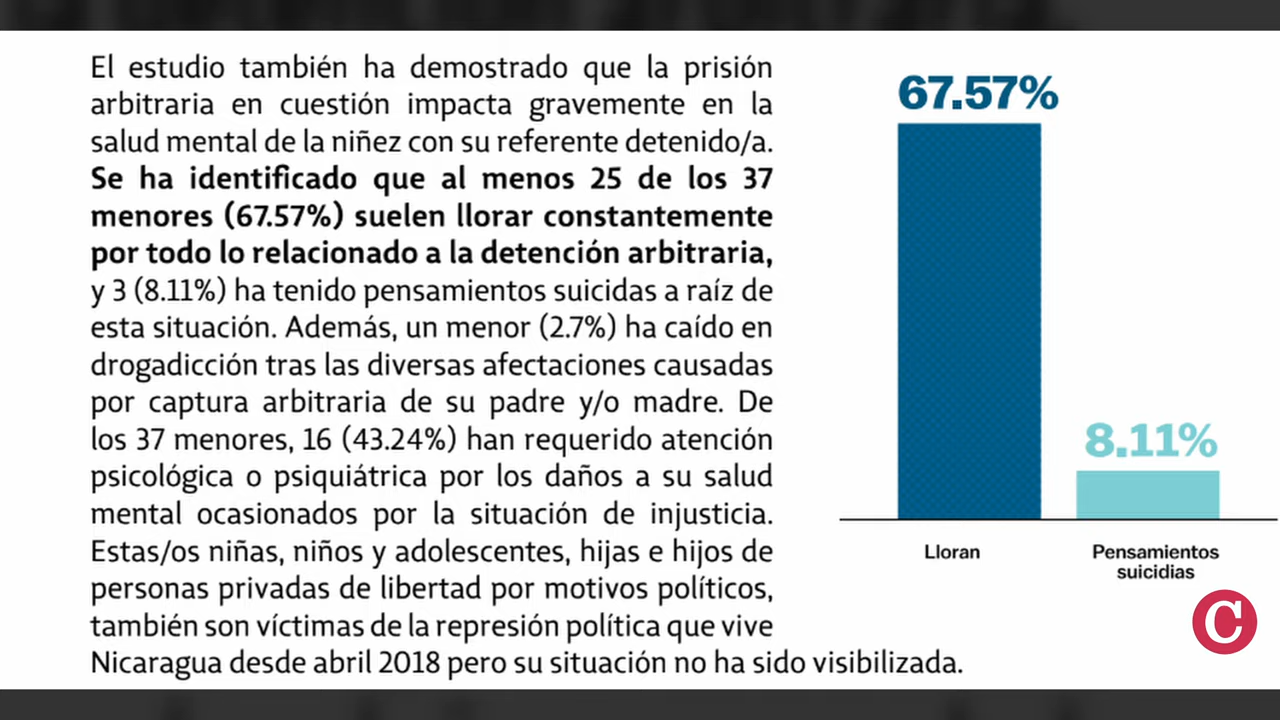 El estudio también ha demostrado que la prisión
arbitraria en cuestión impacta gravemente en la
salud mental de la niñez con su referente detenido/a.
Se ha identificado que al menos 25 de los 37
menores (67.57%) suelen llorar constantemente
por todo lo relacionado a la detención arbitraria,
y 3 (8.11%) ha tenido pensamientos suicidas a raíz de
esta situación. Además, un menor (2.7%) ha caído en
drogadicción tras las diversas afectaciones causadas
por captura arbitraria de su padre y/o madre. De
los 37 menores, 16 (43.24%) han requerido atención
psicológica o psiquiátrica por los daños a su salud
mental ocasionados por la situación de injusticia.
Estas/os niñas, niños y adolescentes, hijas e hijos de
personas privadas de libertad por motivos políticos,
también son víctimas de la represión política que vive
Nicaragua desde abril 2018 pero su situación no ha sido visibilizada.
67.57%
8.11%
Lloran
Pensamientos
suicidias
C